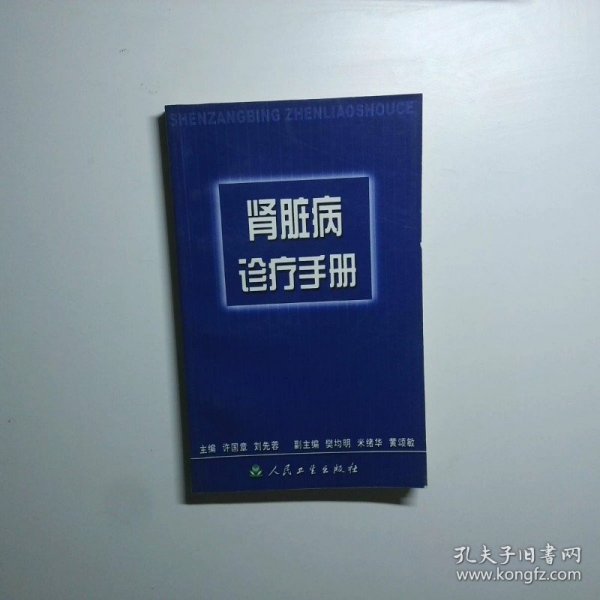 SHENZANGBING ZHENLIAOSHOUCE
肾脏病
诊疗手册
主编 许国章 刘先蓉 副主编 樊均明 米绪华 黄颂敏
人民卫生出版社
孔夫子旧书网
www.kongfz.com